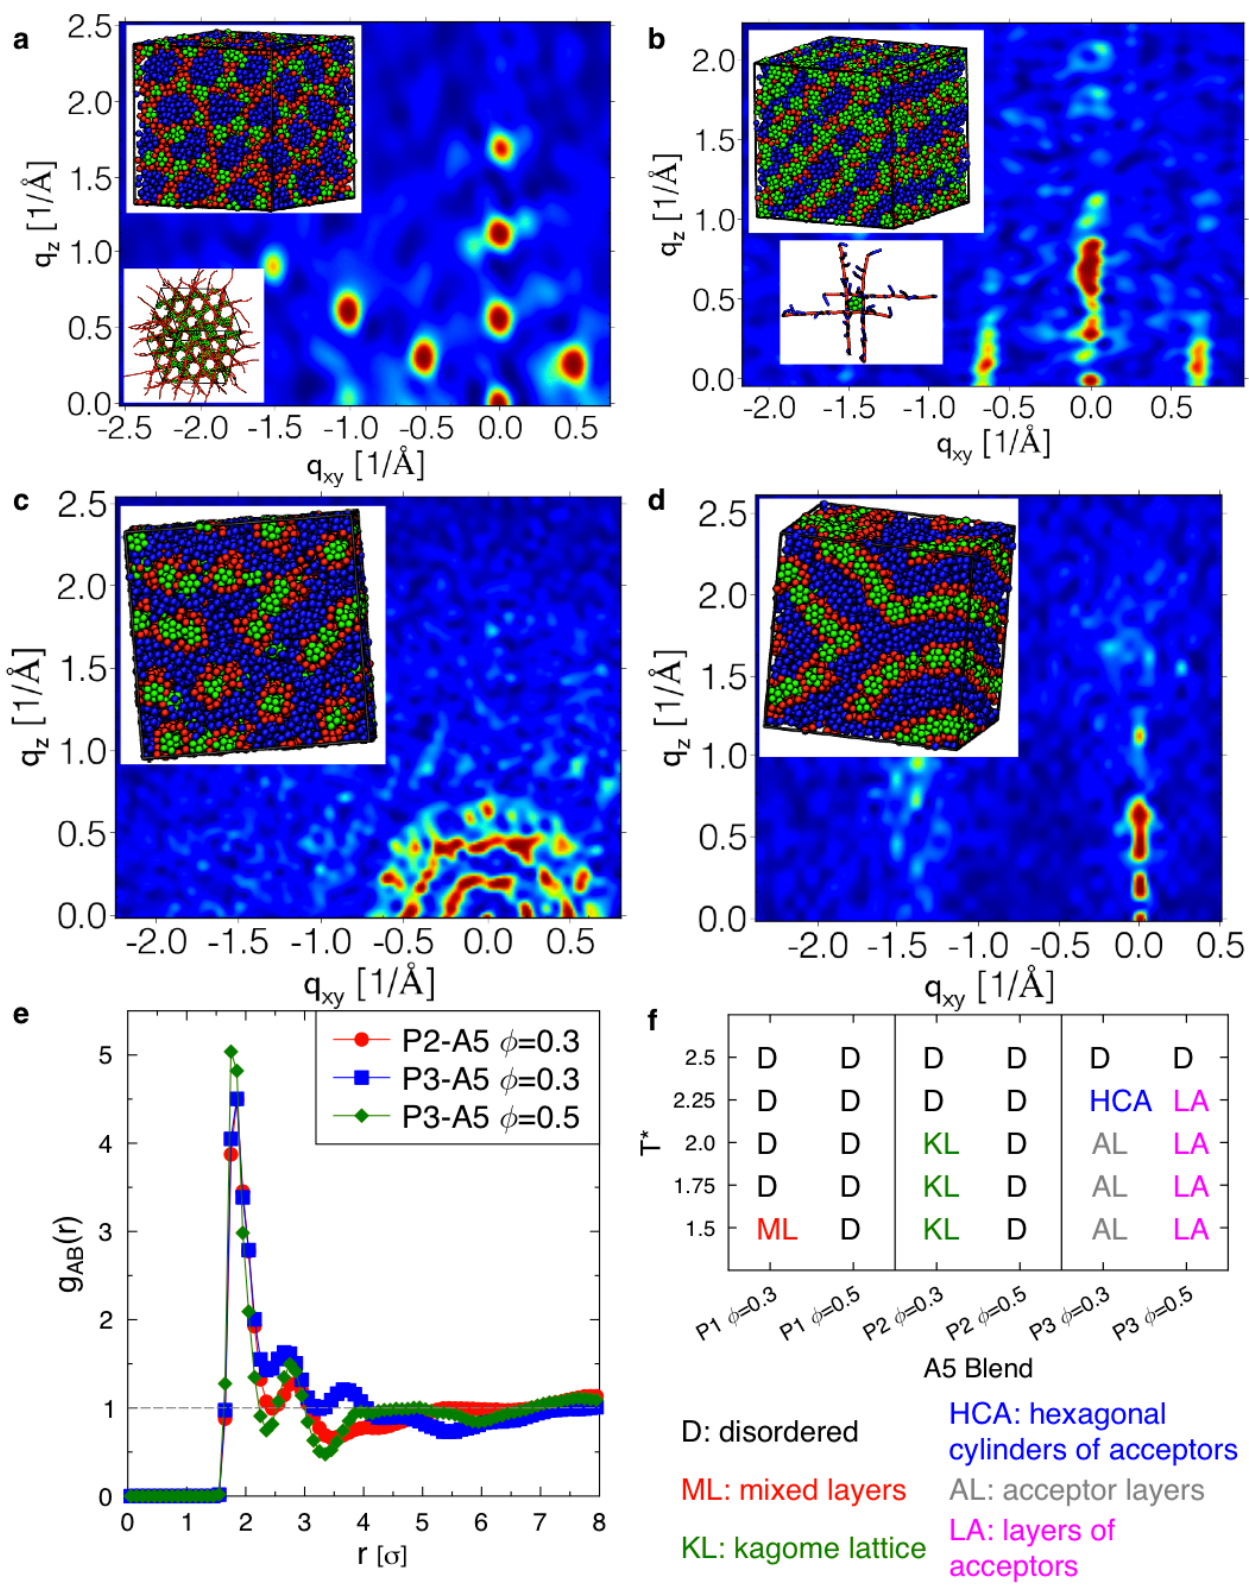 a
2.5
2.0
1.5
1.0
0.5
0.0
q_z [1/Å]
-2.5 -2.0 -1.5 -1.0 -0.5 0.0 0.5
q_xy [1/Å]
b
2.0
1.5
1.0
0.5
0.0
q_z [1/Å]
-2.0 -1.5 -1.0 -0.5 0.0 0.5
q_xy [1/Å]
c
2.5
2.0
1.5
1.0
0.5
0.0
q_z [1/Å]
-2.0 -1.5 -1.0 -0.5 0.0 0.5
q_xy [1/Å]
d
2.5
2.0
1.5
1.0
0.5
0.0
q_z [1/Å]
-2.0 -1.5 -1.0 -0.5 0.0 0.5
q_xy [1/Å]
e
P2-A5 ϕ=0.3
P3-A5 ϕ=0.3
P3-A5 ϕ=0.5
5
4
3
2
1
0
g_AB(r)
0 1 2 3 4 5 6 7 8
r [σ]
f
2.5 D D D D D D
2.25 D D D D HCA LA
2.0 D D KL D AL LA
1.75 D D KL D AL LA
1.5 ML D KL D AL LA
T*
P1 ϕ=0.3 P1 ϕ=0.5 P2 ϕ=0.3 P2 ϕ=0.5 P3 ϕ=0.3 P3 ϕ=0.5
A5 Blend
D: disordered
ML: mixed layers
KL: kagome lattice
HCA: hexagonal
cylinders of acceptors
AL: acceptor layers
LA: layers of
acceptors